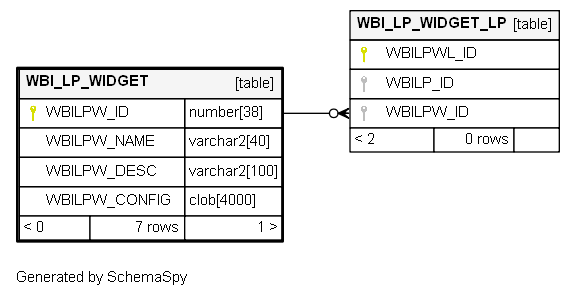 WBI_LP_WIDGET_LP [table]
WBILPWL_ID
WBILP_ID
WBILPW_ID
< 2 0 rows
WBI_LP_WIDGET [table]
WBILPW_ID number[38]
WBILPW_NAME varchar2[40]
WBILPW_DESC varchar2[100]
WBILPW_CONFIG clob[4000]
< 0 7 rows 1 >
Generated by SchemaSpy